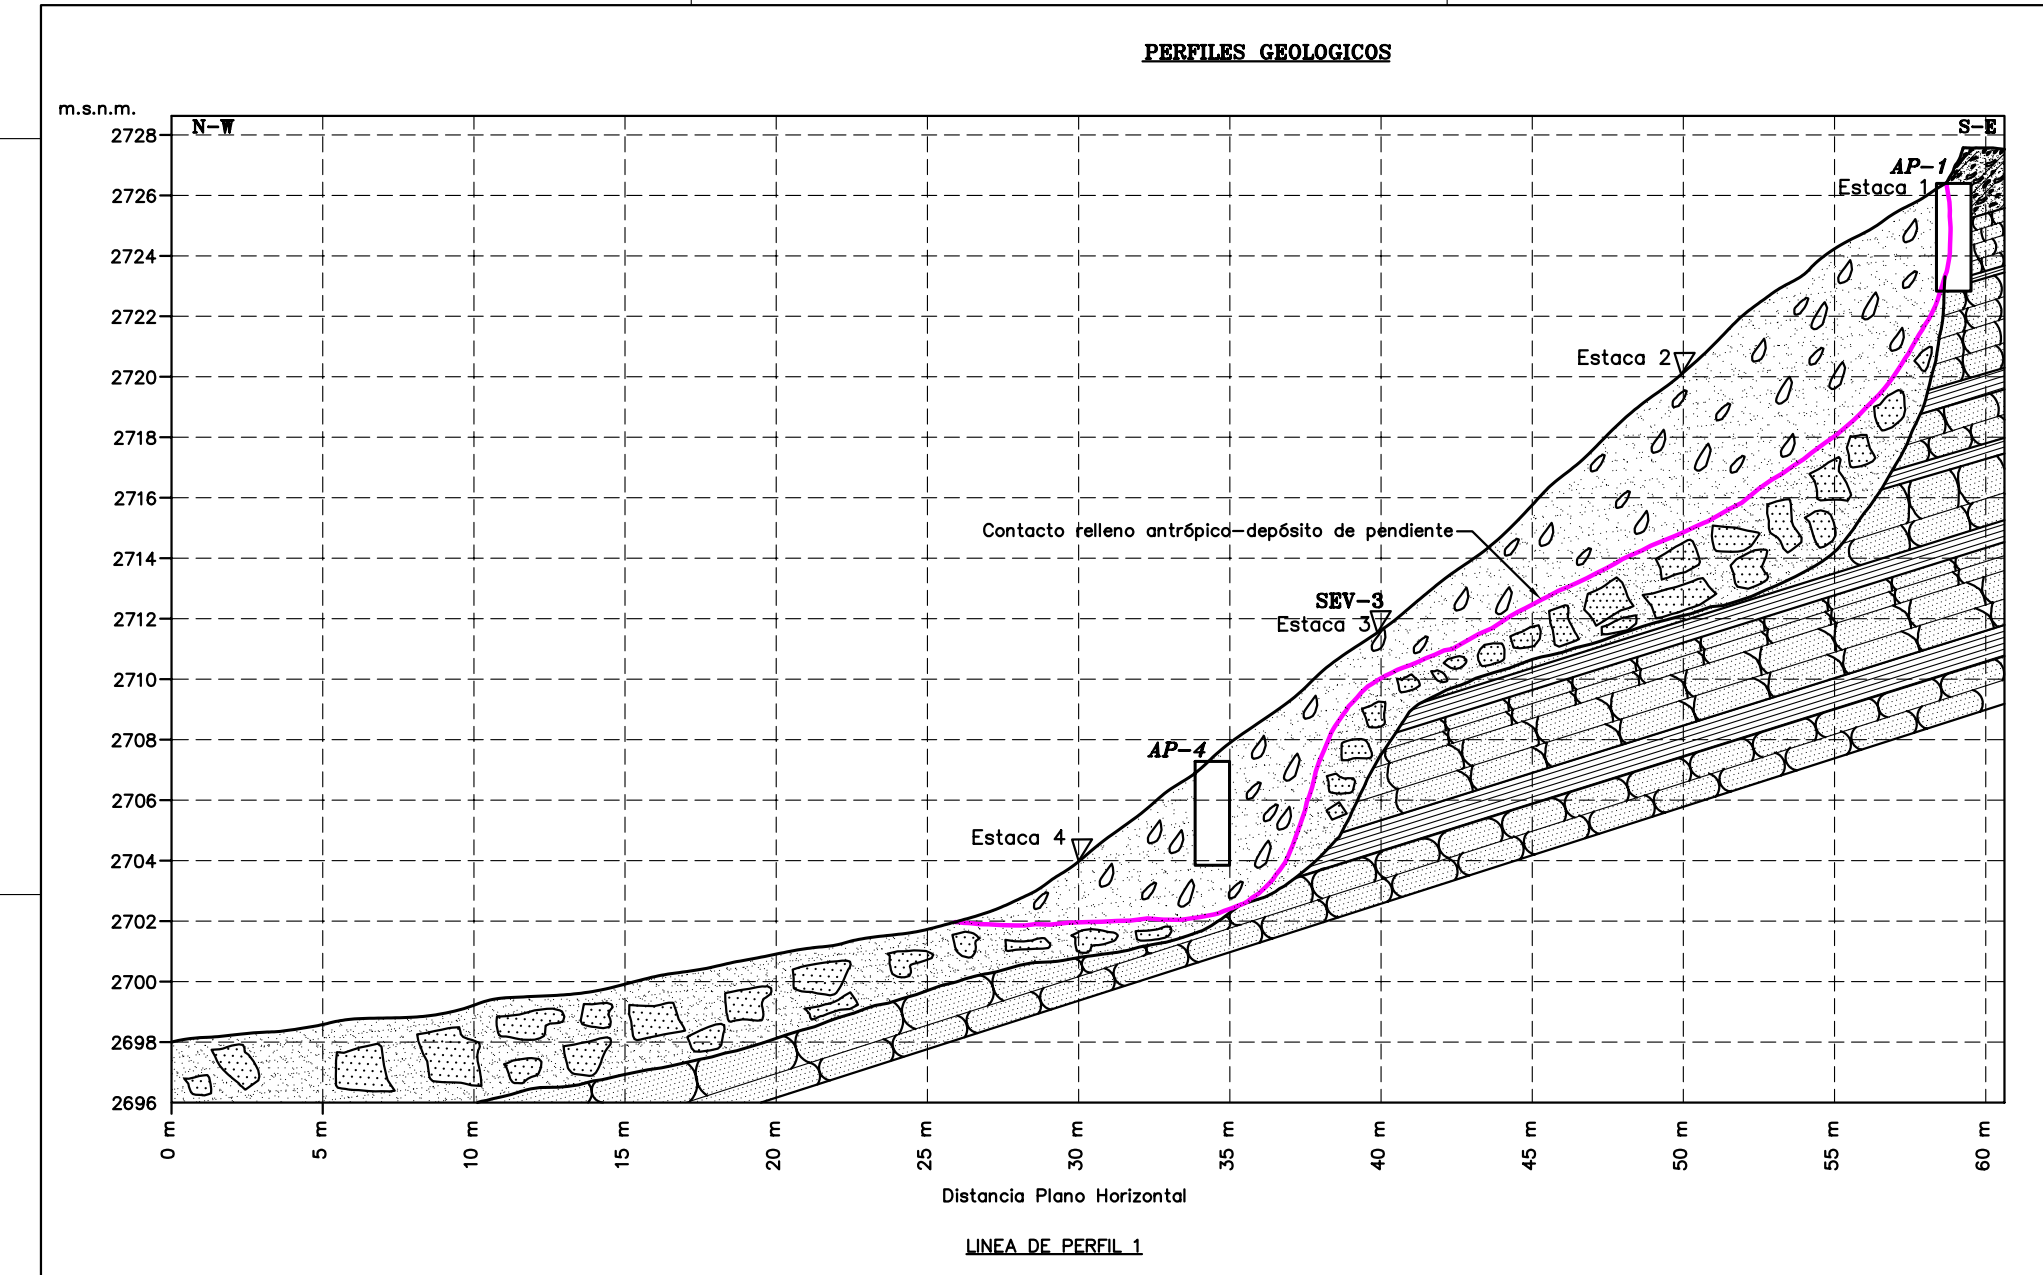 PERFILES GEOLOGICOS
m.s.n.m.
N-W
S-E
2728
AP-1
2726
Estaca 1
2724
2722
Estaca 2
2720
2718
2716
Contacto relleno antrópico-depósito de pendiente
2714
SEV-3
2712
Estaca 3
2710
2708
AP-4
2706
Estaca 4
2704
2702
2700
2698
2696
0 m
5 m
10 m
15 m
20 m
25 m
30 m
35 m
40 m
45 m
50 m
55 m
60 m
Distancia Plano Horizontal
LINEA DE PERFIL 1